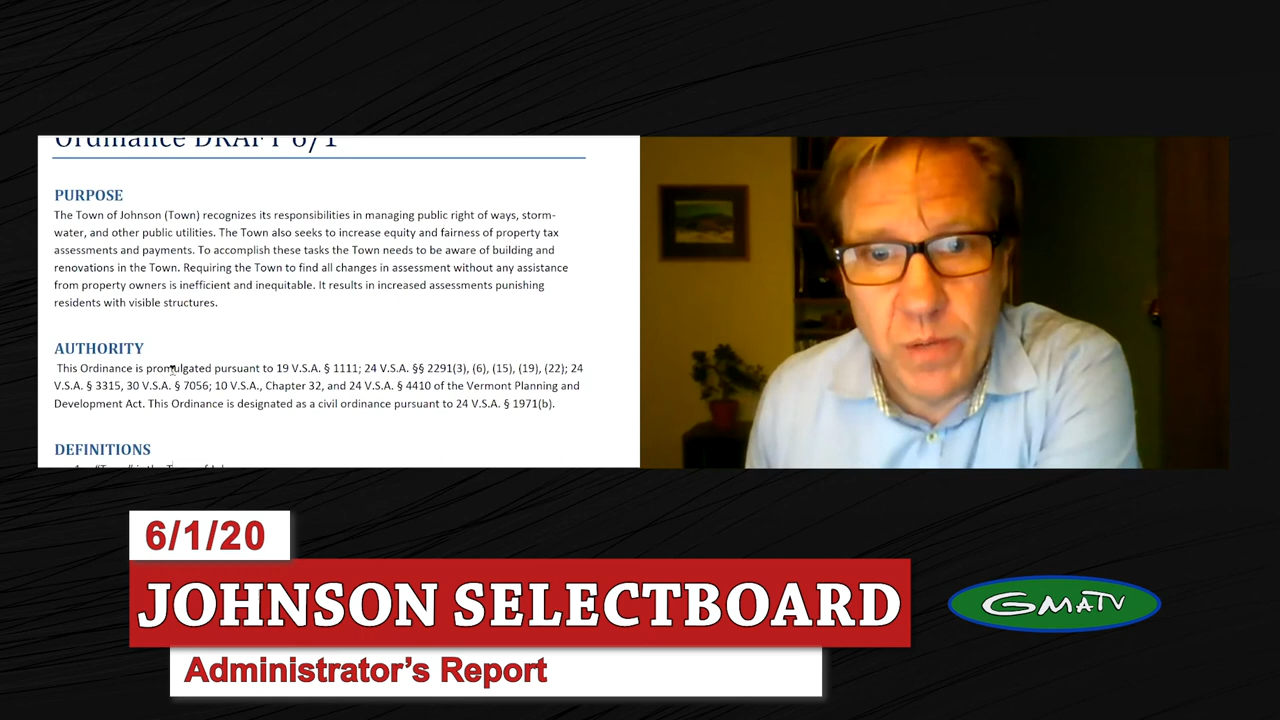 Ordinance DRAFT 6/1
PURPOSE
The Town of Johnson (Town) recognizes its responsibilities in managing public right of ways, storm-
water, and other public utilities. The Town also seeks to increase equity and fairness of property tax
assessments and payments. To accomplish these tasks the Town needs to be aware of building and
renovations in the Town. Requiring the Town to find all changes in assessment without any assistance
from property owners is inefficient and inequitable. It results in increased assessments punishing
residents with visible structures.
AUTHORITY
This Ordinance is promulgated pursuant to 19 V.S.A. § 1111; 24 V.S.A. §§ 2291(3), (6), (15), (19), (22); 24
V.S.A. § 3315, 30 V.S.A. § 7056; 10 V.S.A., Chapter 32, and 24 V.S.A. § 4410 of the Vermont Planning and
Development Act. This Ordinance is designated as a civil ordinance pursuant to 24 V.S.A. § 1971(b).
DEFINITIONS
6/1/20
JOHNSON SELECTBOARD
GMATV
Administrator's Report